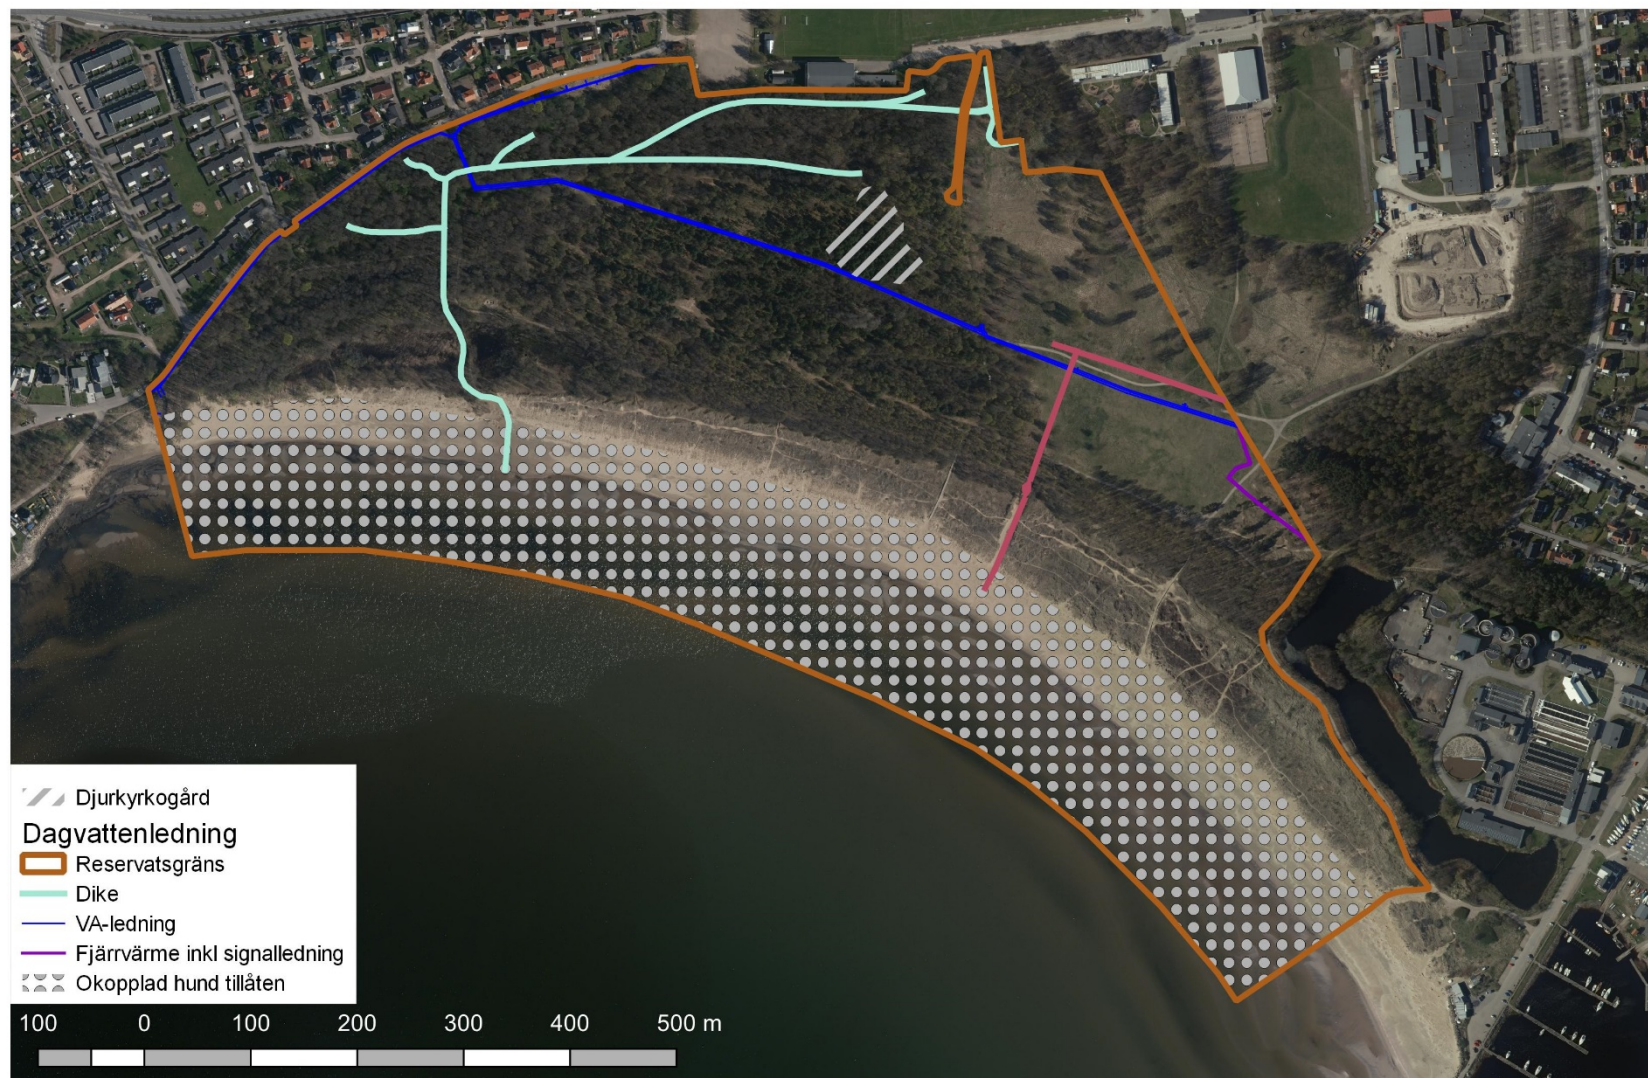 Djurkyrkogård
Dagvattenledning
Reservatsgräns
Dike
VA-ledning
Fjärrvärme inkl signalledning
Okopplad hund tillåten
100 0 100 200 300 400 500 m